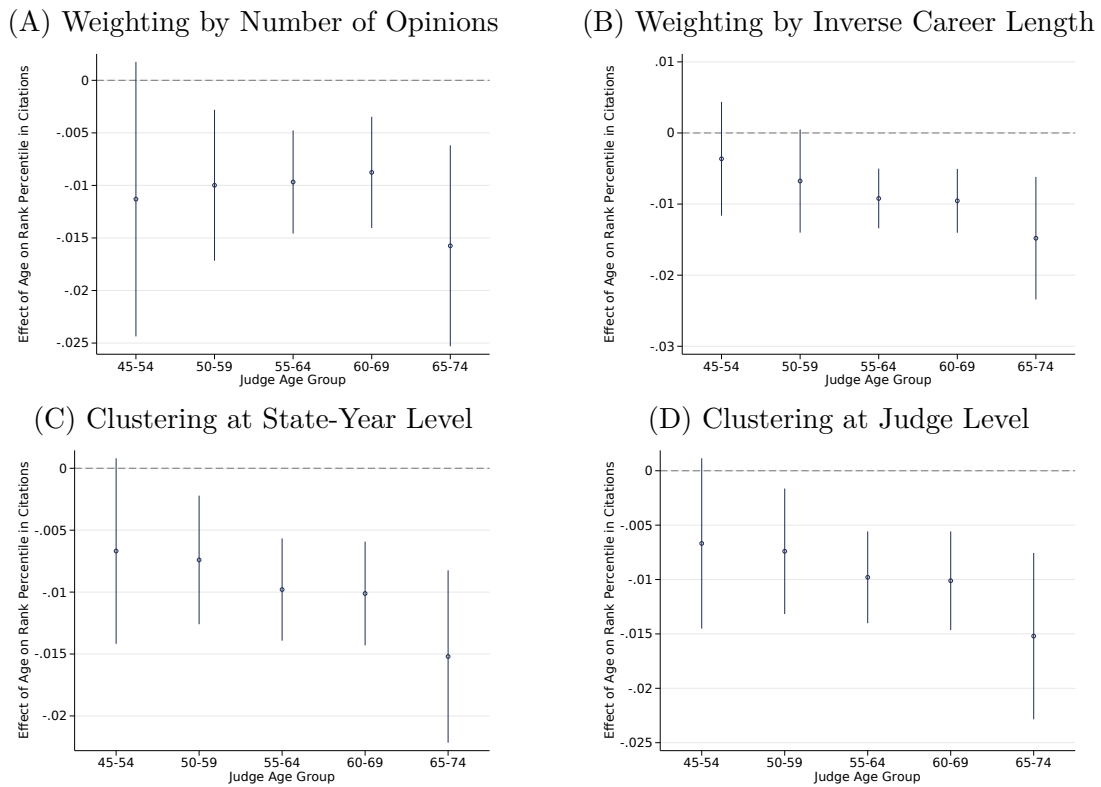 (A) Weighting by Number of Opinions
Effect of Age on Rank Percentile in Citations
0
-.005
-.01
-.015
-.02
-.025
45-54 50-59 55-64 60-69 65-74
Judge Age Group
(B) Weighting by Inverse Career Length
Effect of Age on Rank Percentile in Citations
.01
0
-.01
-.02
-.03
45-54 50-59 55-64 60-69 65-74
Judge Age Group
(C) Clustering at State-Year Level
Effect of Age on Rank Percentile in Citations
0
-.005
-.01
-.015
-.02
45-54 50-59 55-64 60-69 65-74
Judge Age Group
(D) Clustering at Judge Level
Effect of Age on Rank Percentile in Citations
0
-.005
-.01
-.015
-.02
-.025
45-54 50-59 55-64 60-69 65-74
Judge Age Group